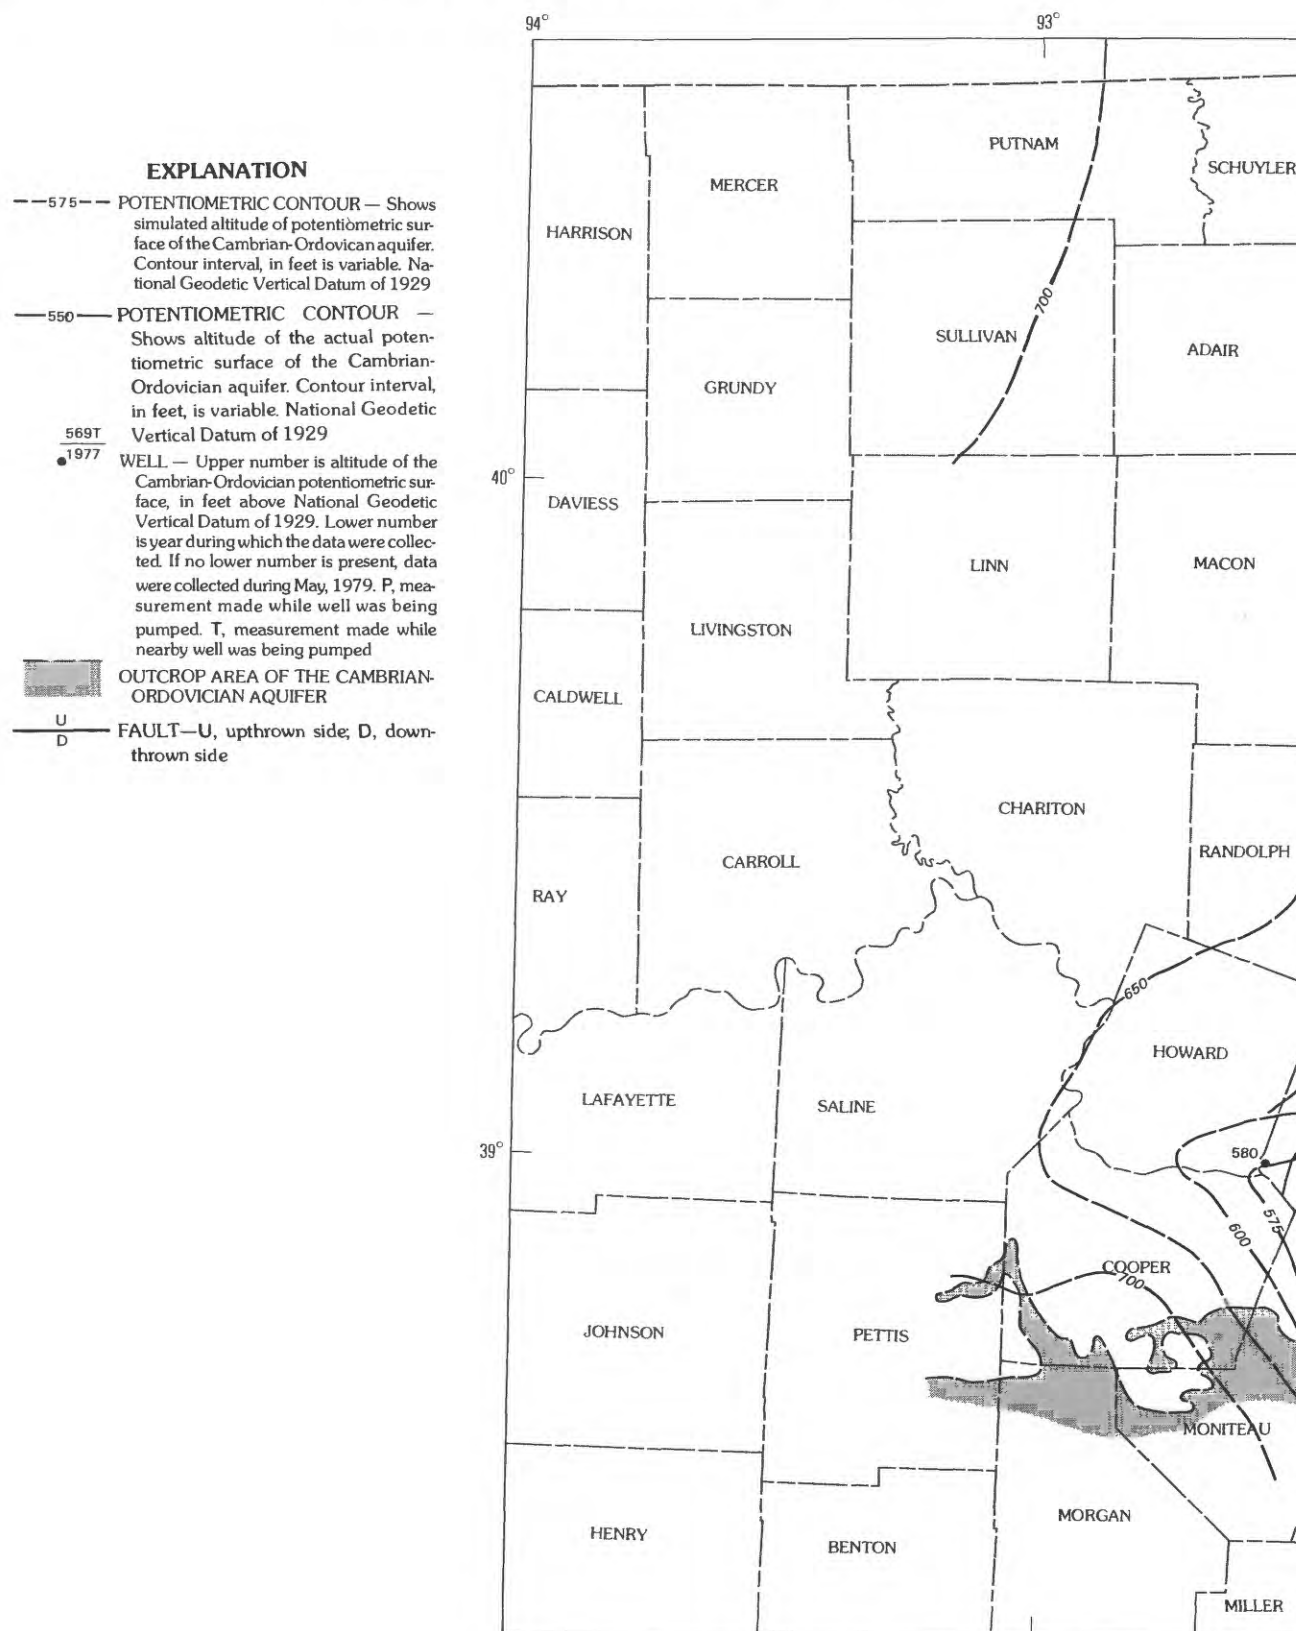 94°
93°
EXPLANATION
575
POTENTIOMETRIC CONTOUR — Shows
simulated altitude of potentiometric sur-
face of the Cambrian-Ordovican aquifer.
Contour interval, in feet is variable. Na-
tional Geodetic Vertical Datum of 1929
550
POTENTIOMETRIC CONTOUR —
Shows altitude of the actual poten-
tiometric surface of the Cambrian-
Ordovician aquifer. Contour interval,
in feet, is variable. National Geodetic
Vertical Datum of 1929
569T
1977
WELL — Upper number is altitude of the
Cambrian-Ordovician potentiometric sur-
face, in feet above National Geodetic
Vertical Datum of 1929. Lower number
is year during which the data were collec-
ted. If no lower number is present, data
were collected during May, 1979. P, mea-
surement made while well was being
pumped. T, measurement made while
nearby well was being pumped
OUTCROP AREA OF THE CAMBRIAN-
ORDOVICIAN AQUIFER
U
D
FAULT—U, upthrown side; D, down-
thrown side
PUTNAM
SCHUYLER
MERCER
HARRISON
700
SULLIVAN
ADAIR
GRUNDY
40°
DAVIESS
LINN
MACON
LIVINGSTON
CALDWELL
CHARITON
RANDOLPH
CARROLL
RAY
650
HOWARD
LAFAYETTE
SALINE
39°
580
575
600
COOPER
700
JOHNSON
PETTIS
MONITEAU
MORGAN
HENRY
BENTON
MILLER